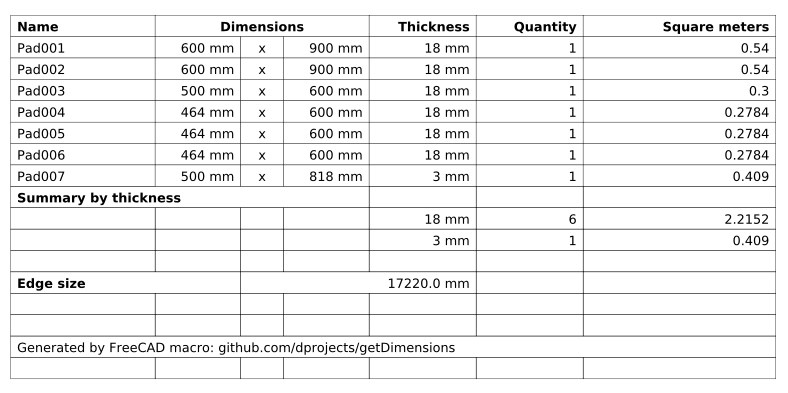 Name Dimensions Thickness Quantity Square meters
Pad001 600 mm x 900 mm 18 mm 1 0.54
Pad002 600 mm x 900 mm 18 mm 1 0.54
Pad003 500 mm x 600 mm 18 mm 1 0.3
Pad004 464 mm x 600 mm 18 mm 1 0.2784
Pad005 464 mm x 600 mm 18 mm 1 0.2784
Pad006 464 mm x 600 mm 18 mm 1 0.2784
Pad007 500 mm x 818 mm 3 mm 1 0.409
Summary by thickness
18 mm 6 2.2152
3 mm 1 0.409
Edge size 17220.0 mm
Generated by FreeCAD macro: github.com/dprojects/getDimensions